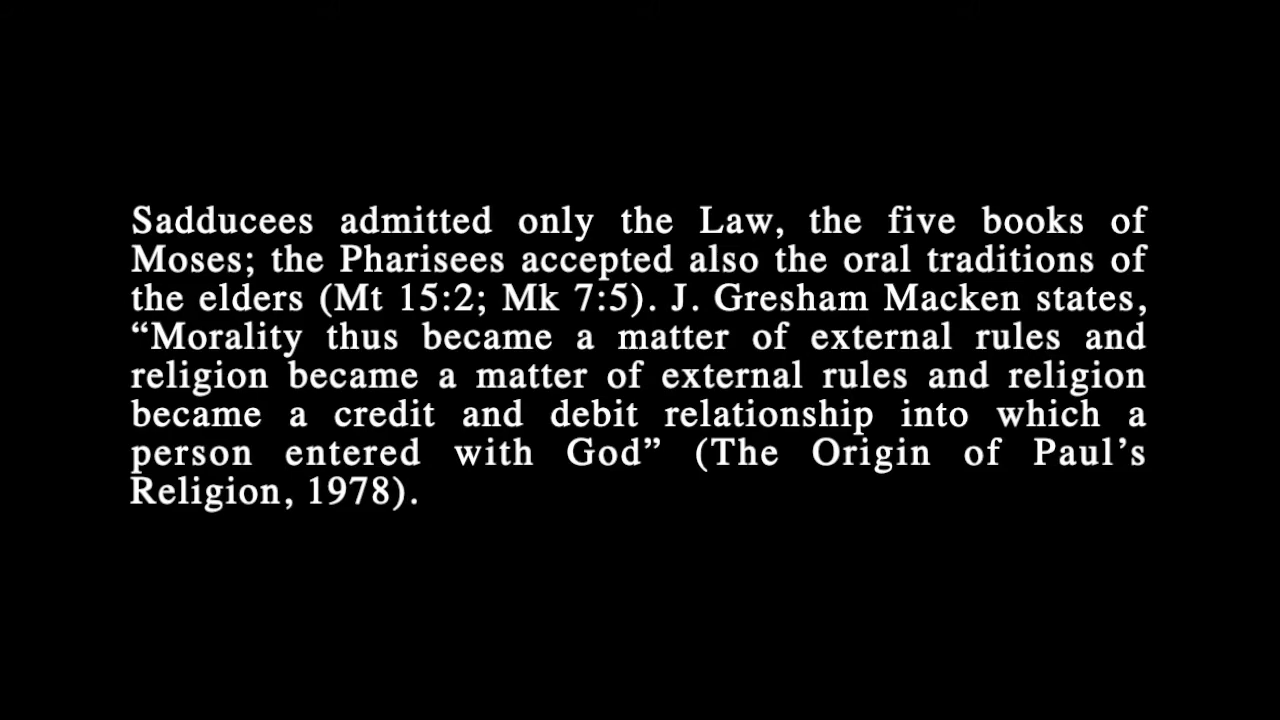 Sadducees admitted only the Law, the five books of
Moses; the Pharisees accepted also the oral traditions of
the elders (Mt 15:2; Mk 7:5). J. Gresham Macken states,
“Morality thus became a matter of external rules and
religion became a matter of external rules and religion
became a credit and debit relationship into which a
person entered with God” (The Origin of Paul’s
Religion, 1978).